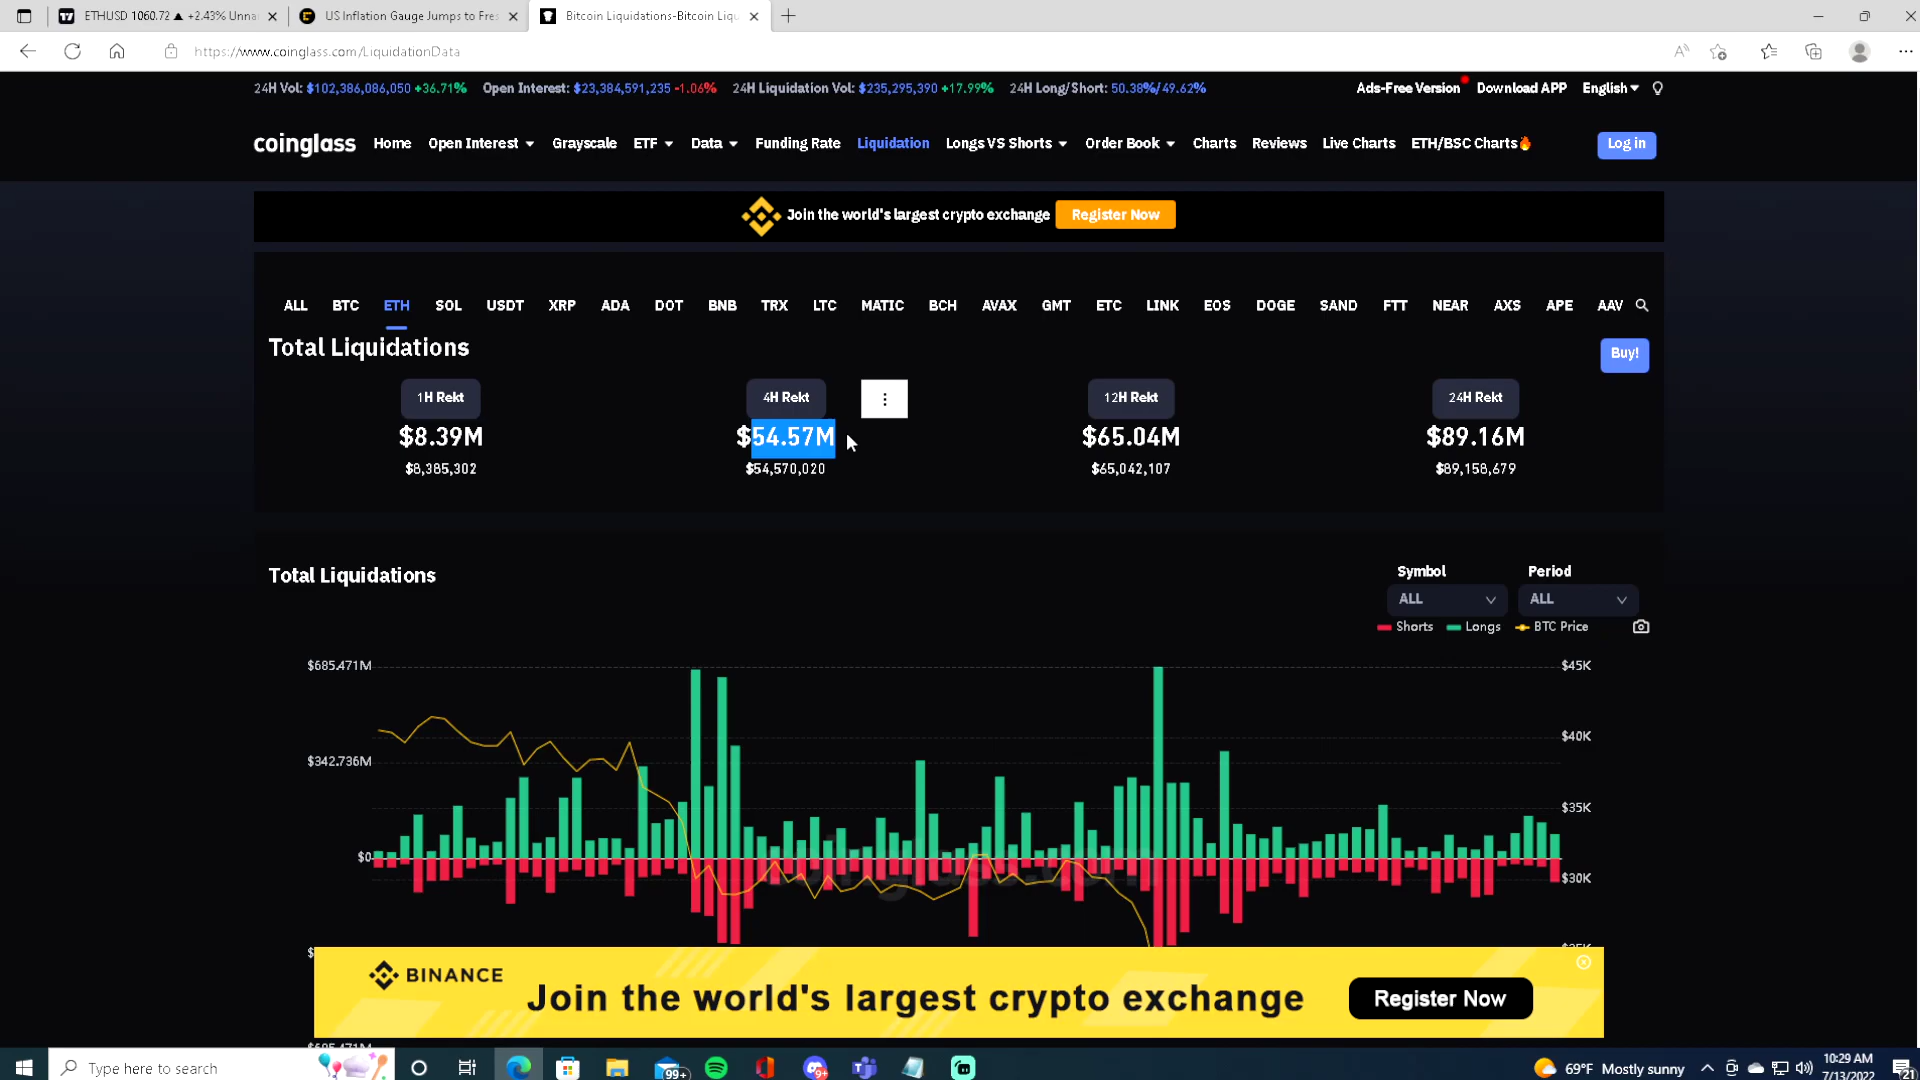 ETHUSD 1060.72 ▲ +2.43% Unna
US Inflation Gauge Jumps to Fres
Bitcoin Liquidations-Bitcoin Liqu
https://www.coinglass.com/LiquidationData
24H Vol: $102,386,086,050 +36.71% Open Interest: $23,384,591,235 -1.06% 24H Liquidation Vol: $235,295,390 +17.99% 24H Long/Short: 50.38%/49.62% Ads-Free Version Download APP English
coinglass Home Open Interest Grayscale ETF Data Funding Rate Liquidation Longs VS Shorts Order Book Charts Reviews Live Charts ETH/BSC Charts🔥 Log in
Join the world's largest crypto exchange Register Now
ALL BTC ETH SOL USDT XRP ADA DOT BNB TRX LTC MATIC BCH AVAX GMT ETC LINK EOS DOGE SAND FTT NEAR AXS APE AAV
Total Liquidations Buy!
1H Rekt 4H Rekt 12H Rekt 24H Rekt
$8.39M $54.57M $65.04M $89.16M
$8,385,302 $54,570,020 $65,042,107 $89,158,679
Total Liquidations
Symbol Period
ALL ALL
Shorts Longs BTC Price
$685.471M $45K
$40K
$342.736M
$35K
$0
$30K
BINANCE
Join the world's largest crypto exchange Register Now
Type here to search 99+ 9+ 69°F Mostly sunny 10:29 AM
7/13/2022 21